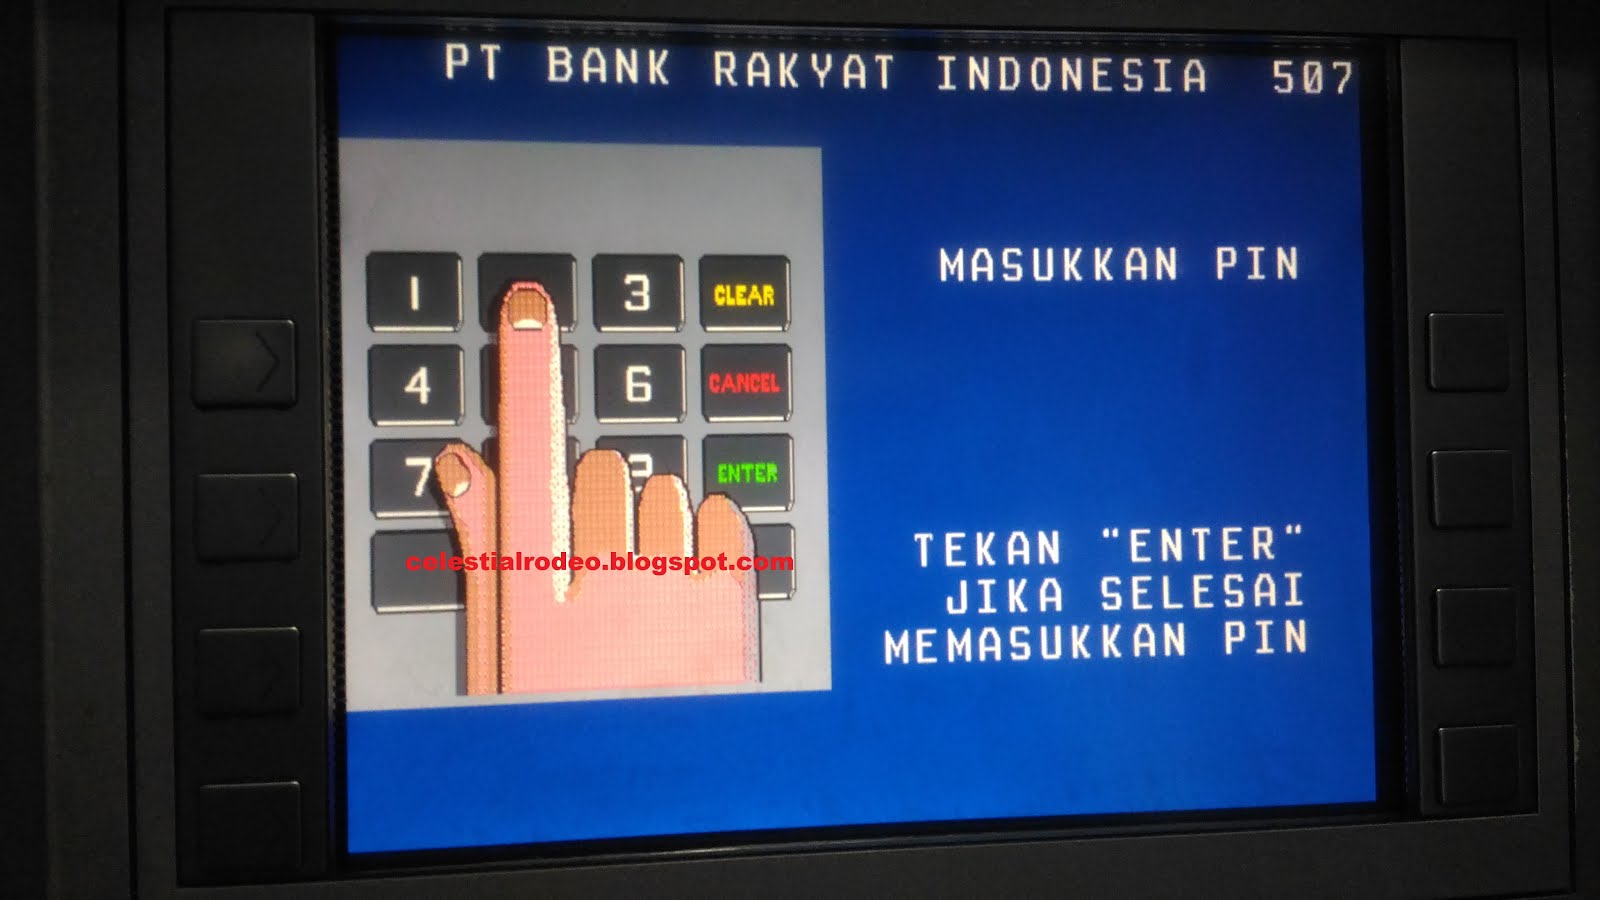 PT BANK RAKYAT INDONESIA 507
MASUKKAN PIN
1 3 CLEAR
4 6 CANCEL
7 ENTER
celestialrodeo.blogspot.com
TEKAN "ENTER"
JIKA SELESAI
MEMASUKKAN PIN